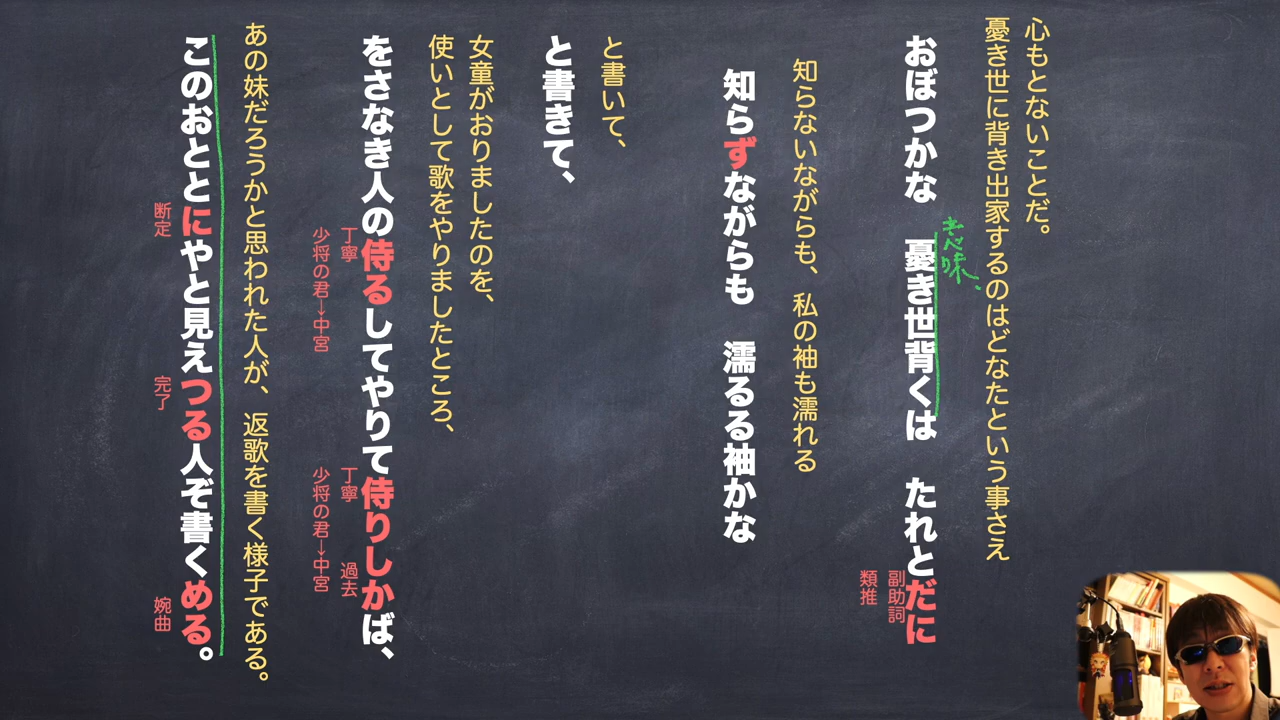 心もとないことだ。
憂き世に背き出家するのはどなたという事さえ
おぼつかな　憂き世背くは　たれとだに
意味、
副助詞
類推
知らないながらも、私の袖も濡れる
知らずながらも　濡るる袖かな
と書いて、
と書きて、
女童がおりましたのを、
使いとして歌をやりましたところ、
をさなき人の侍るしてやりて侍りしかば、
丁寧　丁寧　過去
少将の君→中宮　少将の君→中宮
あの妹だろうかと思われた人が、返歌を書く様子である。
このおととにやと見えつる人ぞ書くめる。
断定　完了　婉曲